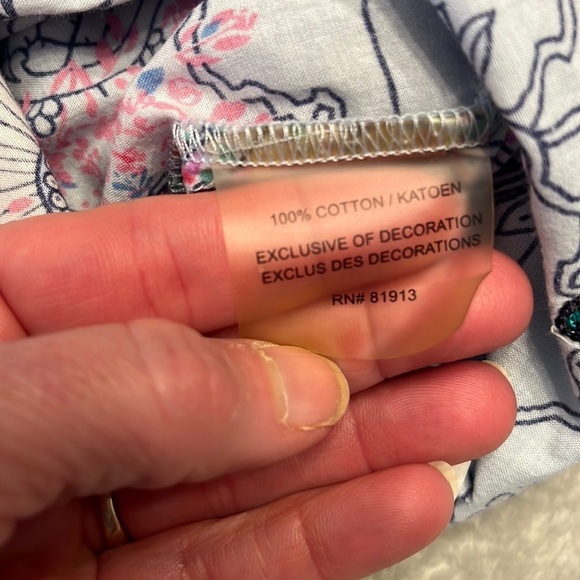 100% COTTON / KATOEN
EXCLUSIVE OF DECORATION
EXCLUS DES DECORATIONS
RN# 81913